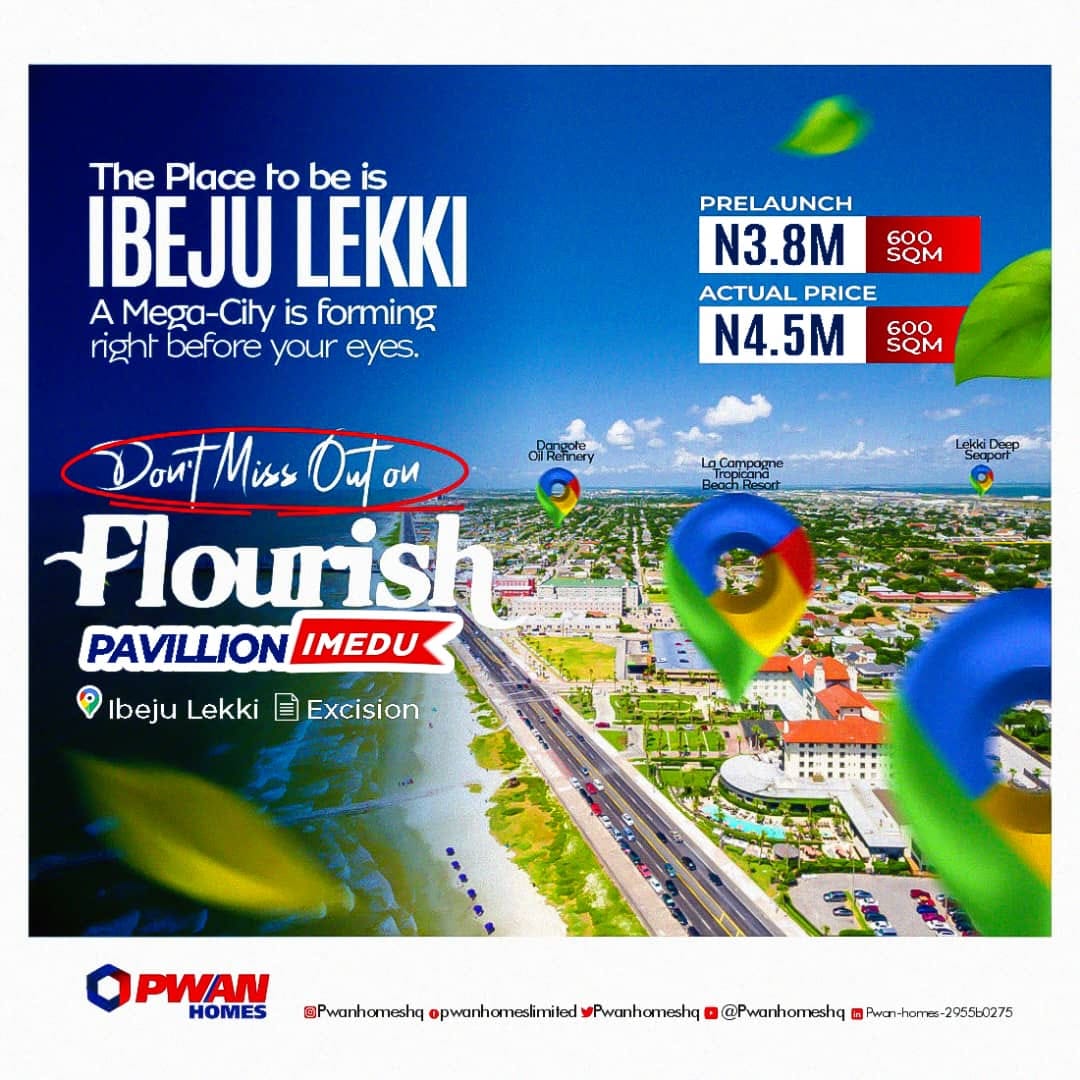 The Place to be is
IBEJU LEKKI
A Mega-City is forming
right before your eyes.
PRELAUNCH
N3.8M 600 SQM
ACTUAL PRICE
N4.5M 600 SQM
Don't Miss Out on
Flourish
PAVILLION IMEDU
Ibeju Lekki Excision
Dangote
Oil Refinery
La Campagne
Tropicana
Beach Resort
Lekki Deep
Seaport
PWAN
HOMES
Pwanhomeshq pwanhomeslimited Pwanhomeshq @Pwanhomeshq Pwan-homes-2955b0275